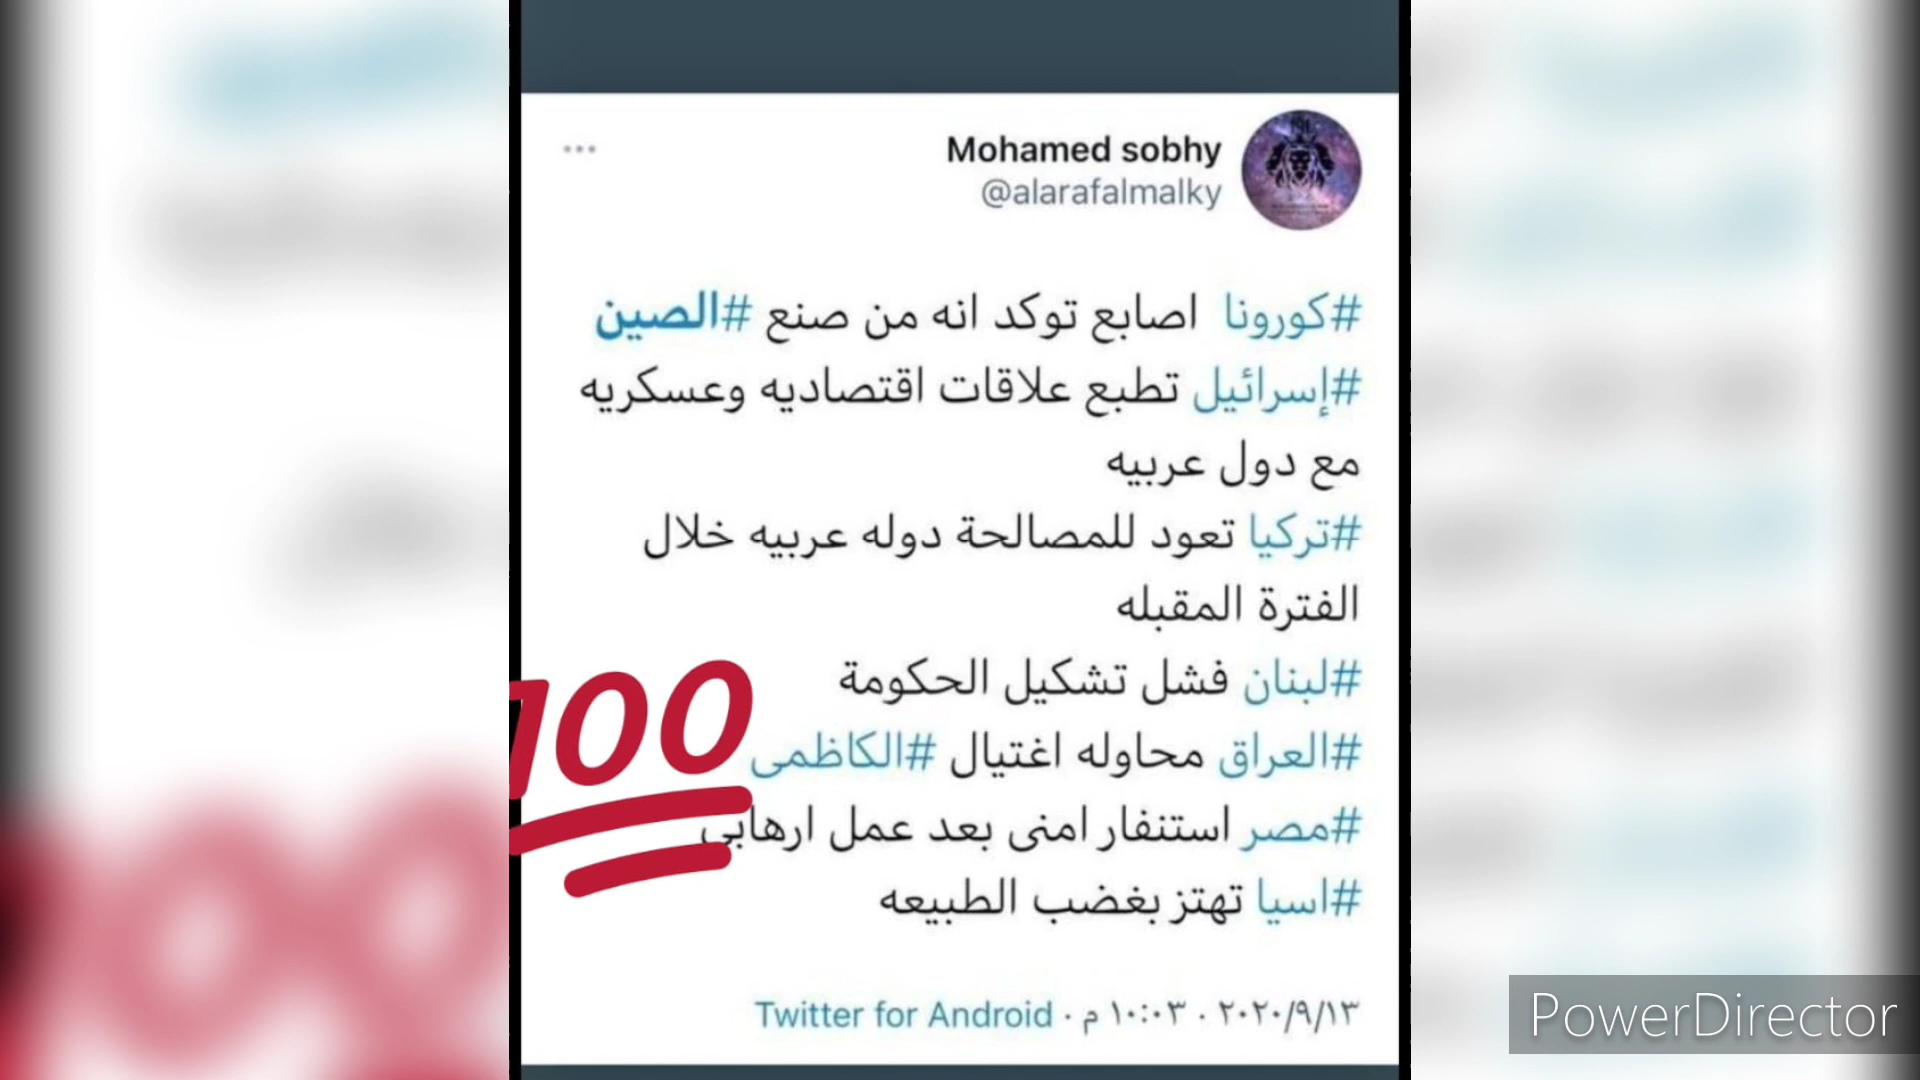 Mohamed sobhy
@alarafalmalky
#كورونا اصابع توكد انه من صنع #الصين
#إسرائيل تطبع علاقات اقتصاديه وعسكريه
مع دول عربيه
#تركيا تعود للمصالحة دوله عربيه خلال
الفترة المقبله
#لبنان فشل تشكيل الحكومة
#العراق محاوله اغتيال #الكاظمى
#مصر استنفار امنى بعد عمل ارهابي
#اسيا تهتز بغضب الطبيعه
100
٢٠٢٠/٩/١٣ · ١٠:٠٣ م · Twitter for Android
PowerDirector